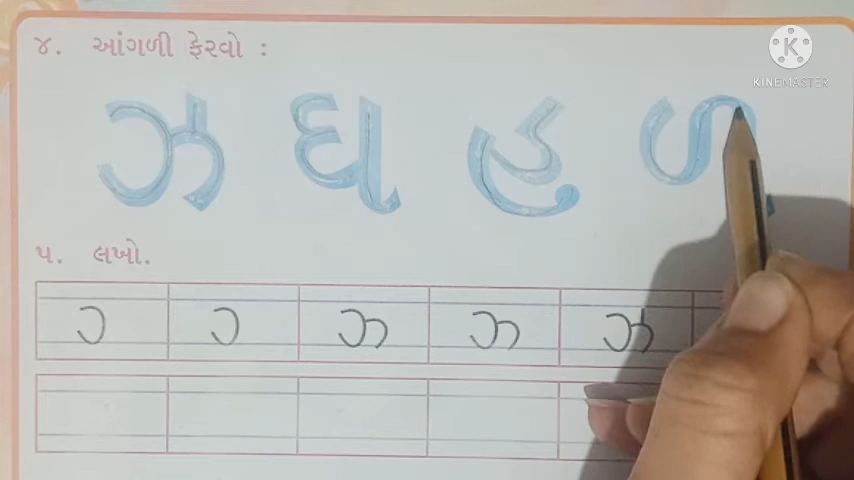 K
KINEMASTER
૪. આંગળી ફેરવો :
ઝ ઘ હ ળ
૫. લખો.
ઝ